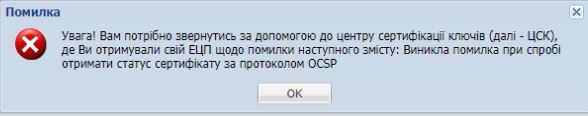 Помилка
Увага! Вам потрібно звернутись за допомогою до центру сертифікації ключів (далі - ЦСК),
де Ви отримували свій ЕЦП щодо помилки наступного змісту: Виникла помилка при спробі
отримати статус сертифікату за протоколом OCSP
OK